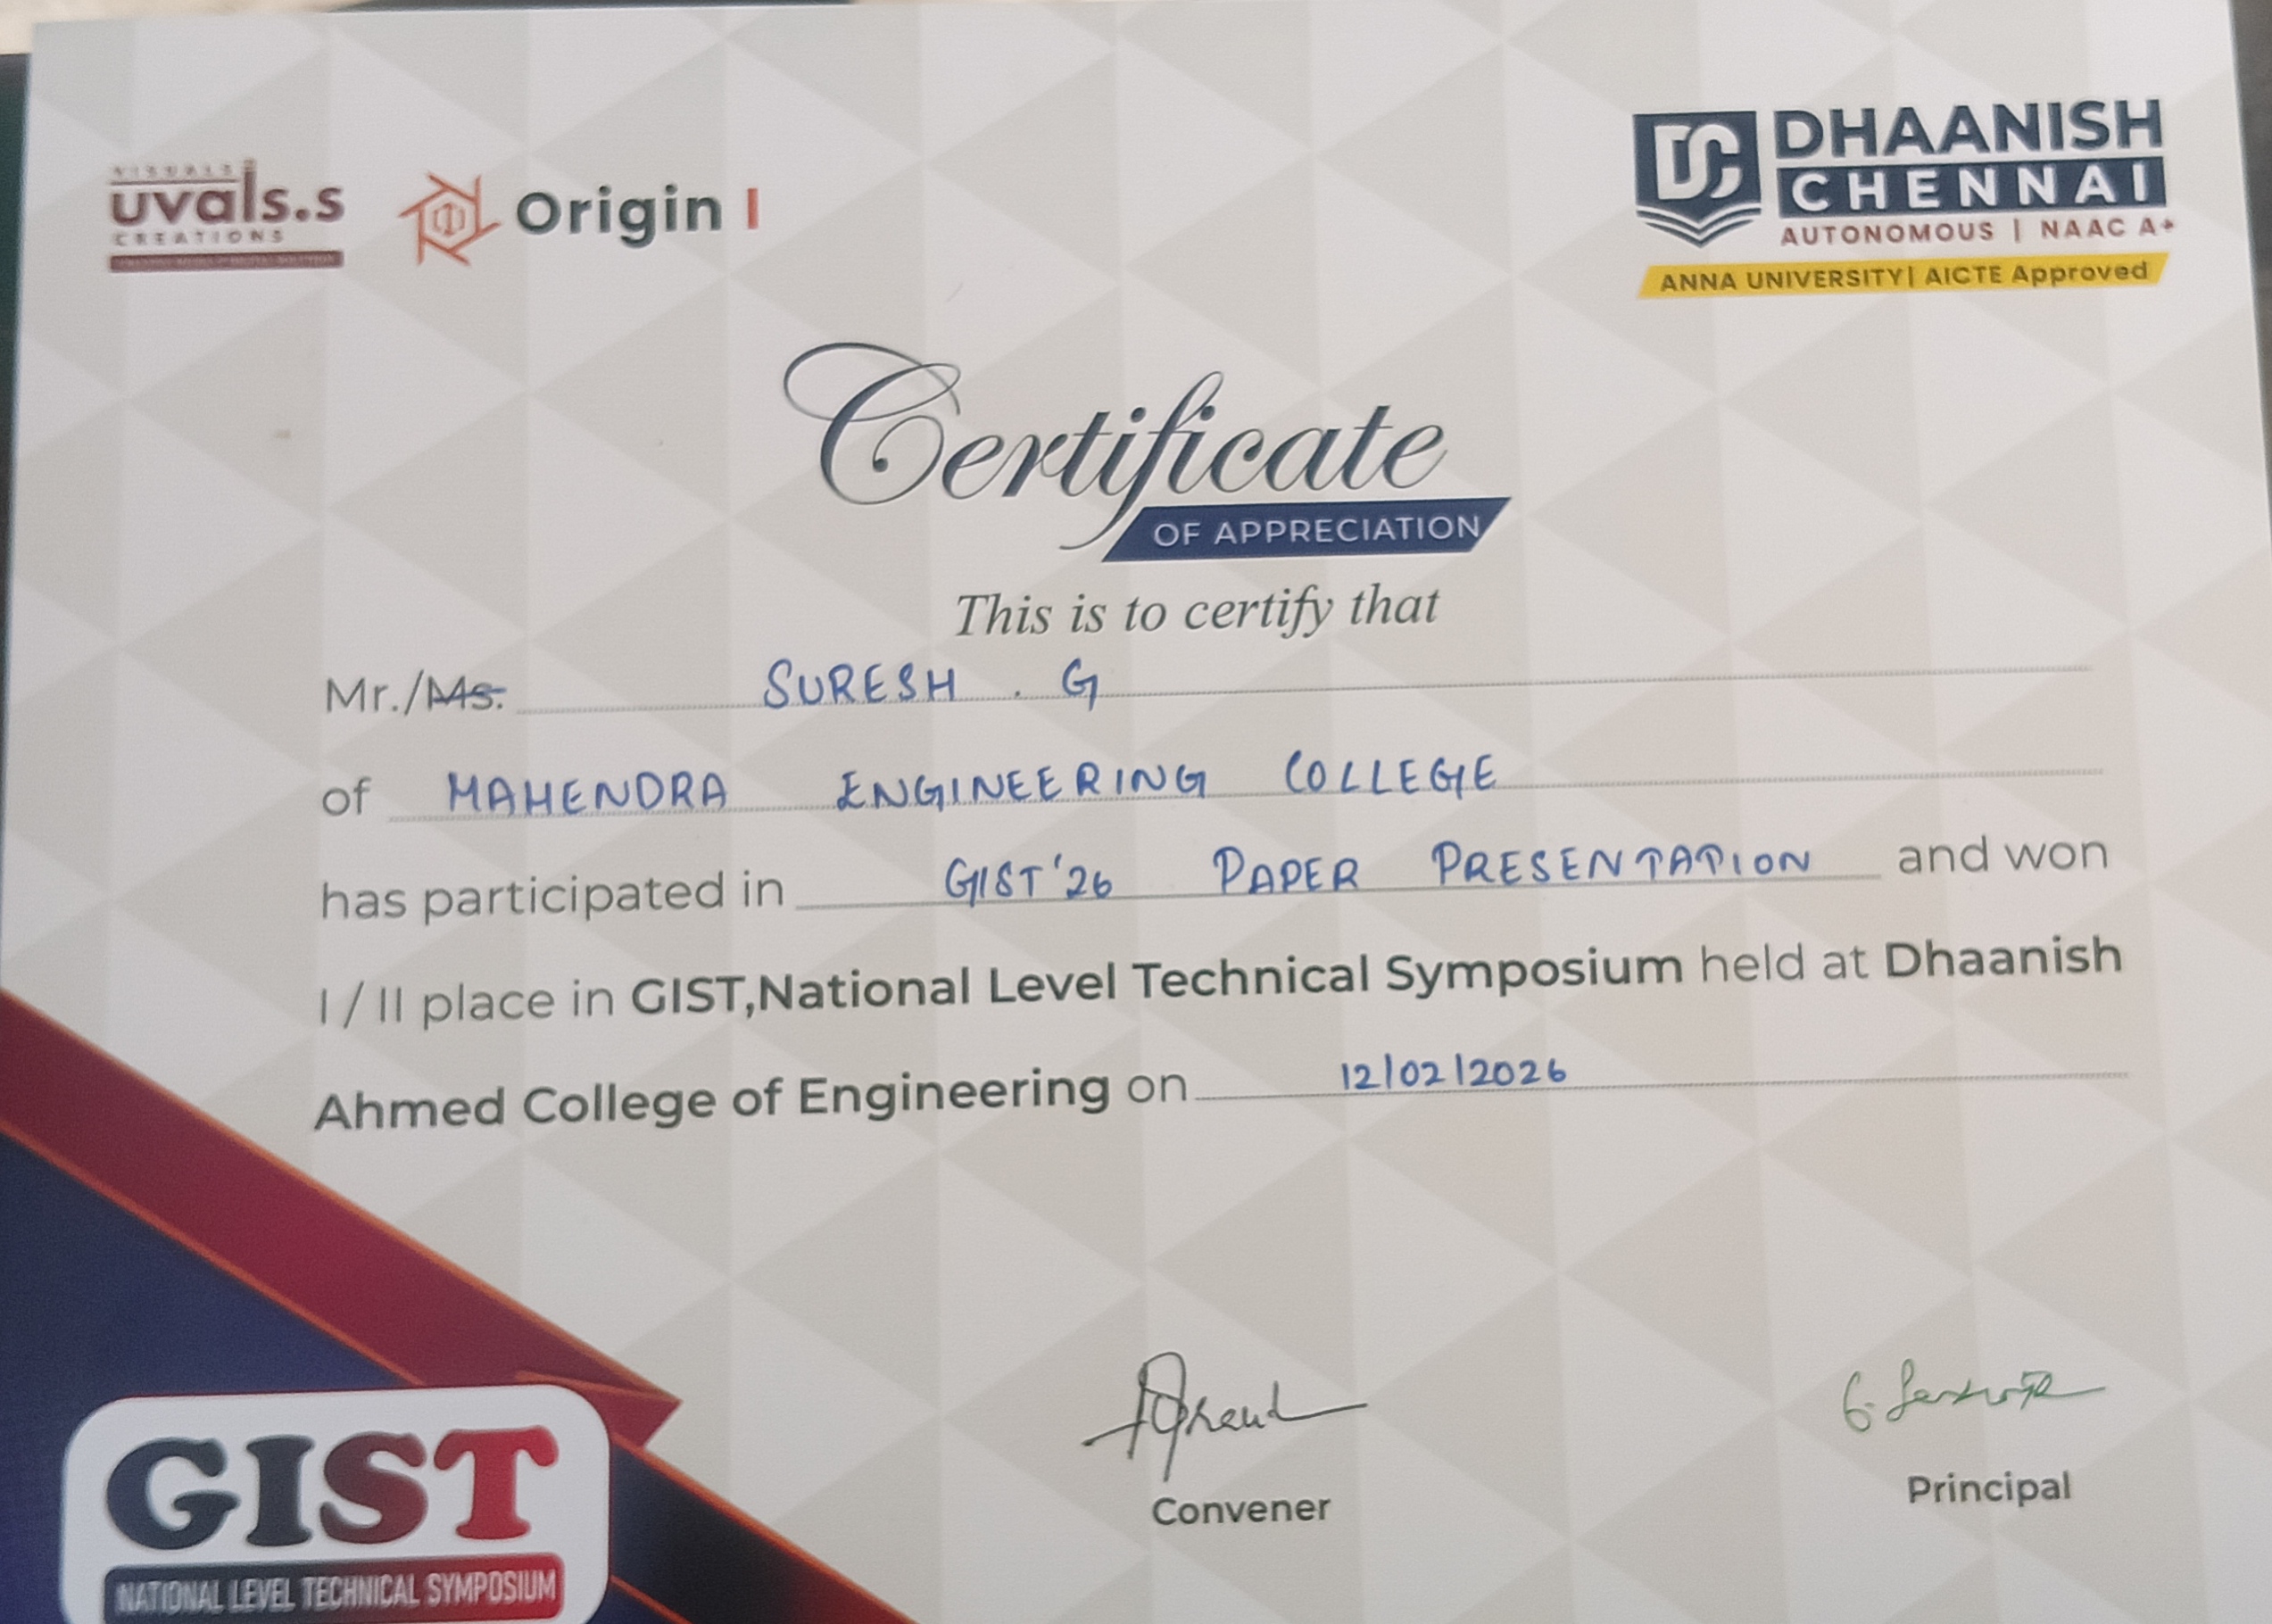 VISUALS
uvals.s
CREATIONS
Origin I
DC DHAANISH
CHENNAI
AUTONOMOUS | NAAC A+
ANNA UNIVERSITY| AICTE Approved
Certificate
OF APPRECIATION
This is to certify that
Mr./Ms. SURESH . G
of MAHENDRA ENGINEERING COLLEGE
has participated in GIST'26 PAPER PRESENTATION and won
I / II place in GIST,National Level Technical Symposium held at Dhaanish
Ahmed College of Engineering on 12/02/2026
Convener
Principal
GIST
NATIONAL LEVEL TECHNICAL SYMPOSIUM